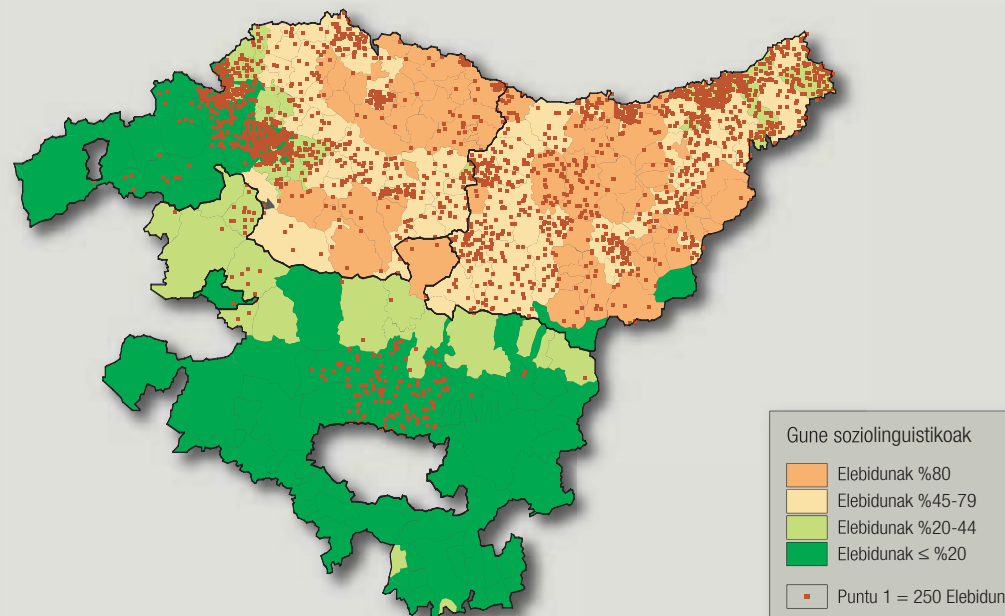 Gune soziolinguistikoak
Elebidunak %80
Elebidunak %45-79
Elebidunak %20-44
Elebidunak ≤ %20
Puntu 1 = 250 Elebidun